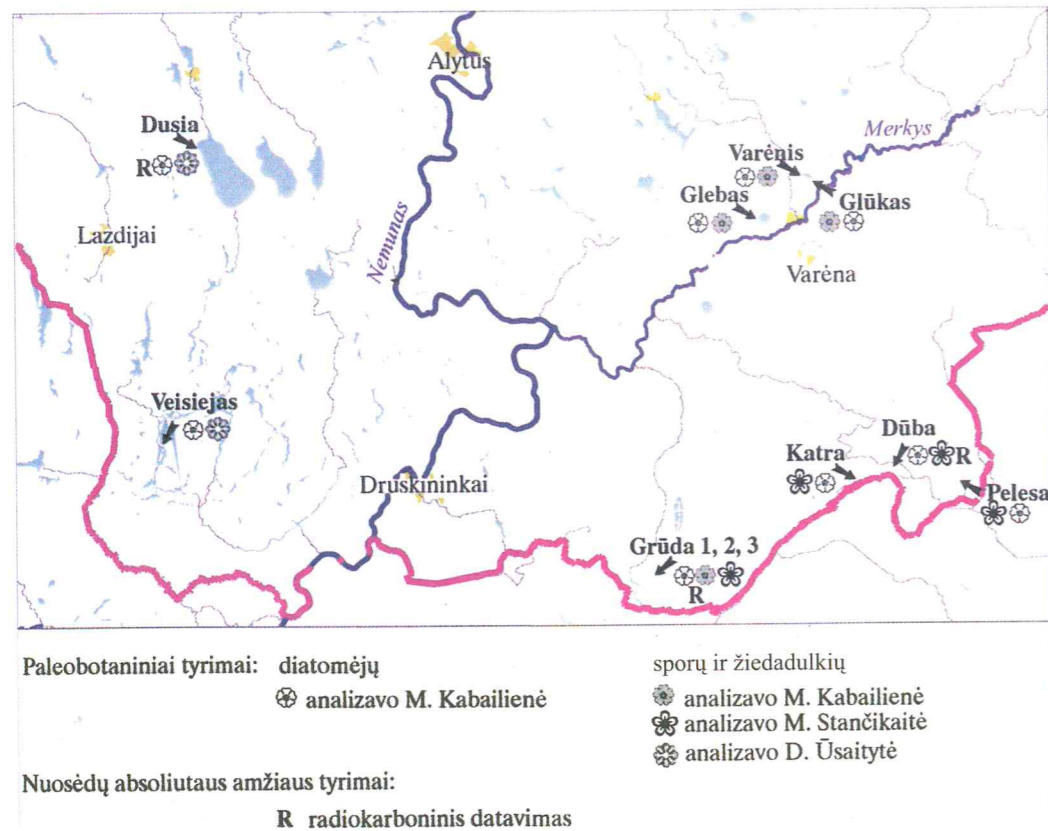 Alytus
Dusia
R
Merkys
Varėnis
Glebas
Glūkas
Lazdijai
Nemunas
Varėna
Veisiejas
Dūba
R
Katra
Druskininkai
Pelesa
Grūda 1, 2, 3
R
Paleobotaniniai tyrimai: diatomėjų
analizavo M. Kabailienė
sporų ir žiedadulkių
analizavo M. Kabailienė
analizavo M. Stančikaitė
analizavo D. Ūsaitytė
Nuosėdų absoliutaus amžiaus tyrimai:
R radiokarboninis datavimas